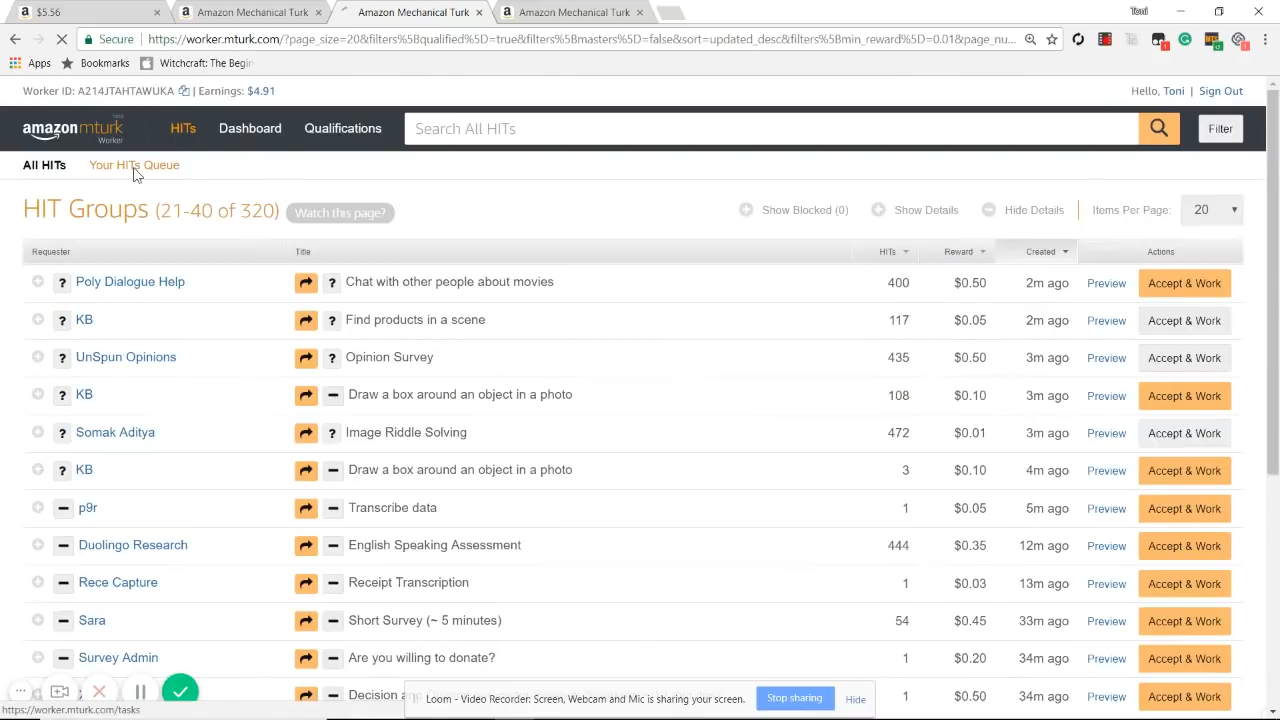 $5.56
Amazon Mechanical Turk
Amazon Mechanical Turk
Amazon Mechanical Turk
Toni
Secure https://worker.mturk.com/?page_size=20&filters%5Bqualified%5D=true&filters%5Bmasters%5D=false&sort=updated_desc&filters%5Bmin_reward%5D=0.01&page_nu...
Apps Bookmarks Witchcraft: The Begin
Worker ID: A214JTAHTAWUKA | Earnings: $4.91
Hello, Toni | Sign Out
amazonmturk
Worker
HITs Dashboard Qualifications Search All HITs Filter
All HITs Your HITs Queue
HIT Groups (21-40 of 320) Watch this page? Show Blocked (0) Show Details Hide Details Items Per Page: 20
Requester Title HITs Reward Created Actions
? Poly Dialogue Help ? Chat with other people about movies 400 $0.50 2m ago Preview Accept & Work
? KB ? Find products in a scene 117 $0.05 2m ago Preview Accept & Work
? UnSpun Opinions ? Opinion Survey 435 $0.50 3m ago Preview Accept & Work
? KB Draw a box around an object in a photo 108 $0.10 3m ago Preview Accept & Work
? Somak Aditya ? Image Riddle Solving 472 $0.01 3m ago Preview Accept & Work
? KB Draw a box around an object in a photo 3 $0.10 4m ago Preview Accept & Work
p9r Transcribe data 1 $0.05 5m ago Preview Accept & Work
Duolingo Research English Speaking Assessment 444 $0.35 12m ago Preview Accept & Work
Rece Capture Receipt Transcription 1 $0.03 13m ago Preview Accept & Work
Sara Short Survey (~ 5 minutes) 54 $0.45 33m ago Preview Accept & Work
Survey Admin Are you willing to donate? 1 $0.20 34m ago Preview Accept & Work
Decision 1 $0.50 34m ago Preview Accept & Work
Loom - Video Recorder: Screen, Webcam and Mic is sharing your screen. Stop sharing Hide
https://worker.mturk.com/tasks